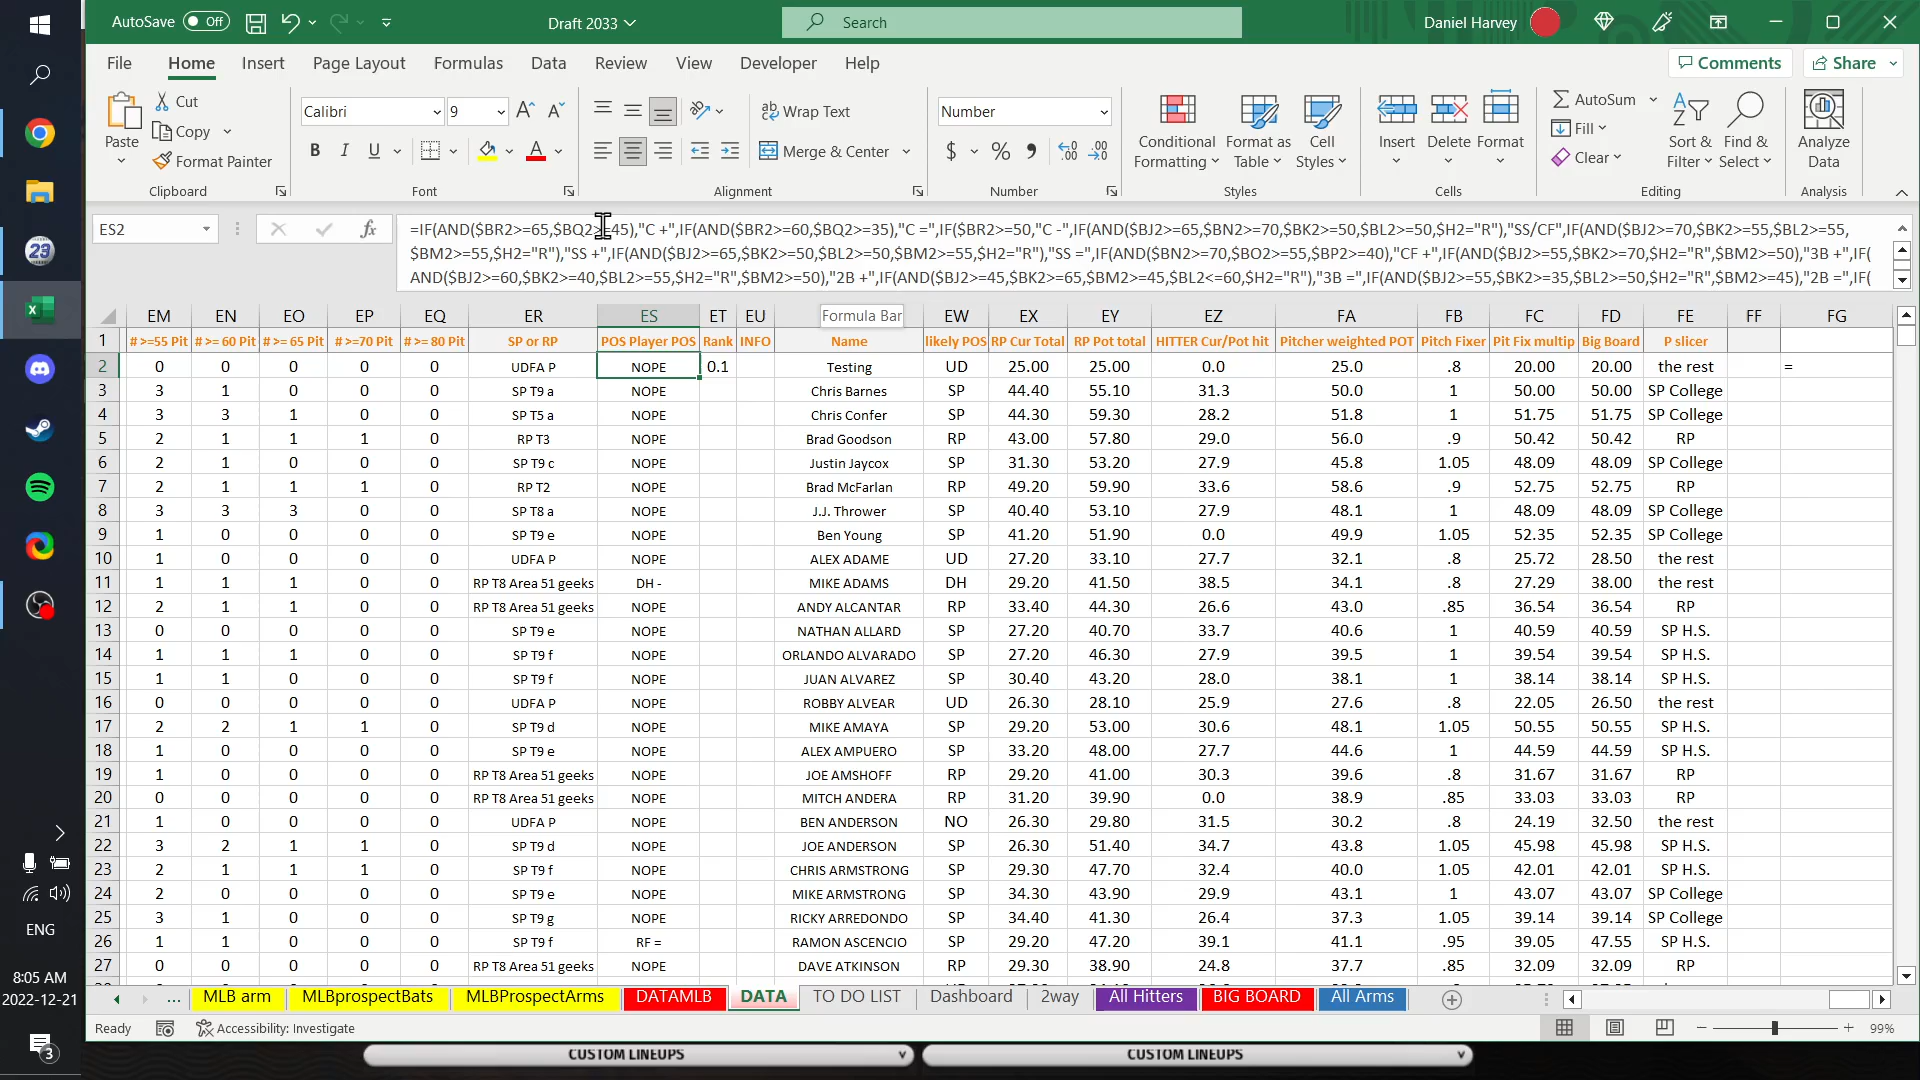 AutoSave Off Draft 2033 Search Daniel Harvey
File Home Insert Page Layout Formulas Data Review View Developer Help Comments Share
Paste Cut Copy Format Painter Clipboard
Calibri 9 B I U Font
Wrap Text Merge & Center Alignment
Number $ % Number
Conditional Formatting Format as Table Cell Styles Styles
Insert Delete Format Cells
AutoSum Fill Clear Sort & Filter Find & Select Editing
Analyze Data Analysis
ES2 fx =IF(AND($BR2>=65,$BQ2>=45),"C +",IF(AND($BR2>=60,$BQ2>=35),"C =",IF($BR2>=50,"C -",IF(AND($BJ2>=65,$BN2>=70,$BK2>=50,$BL2>=50,$H2="R"),"SS/CF",IF(AND($BJ2>=70,$BK2>=55,$BL2>=55,
$BM2>=55,$H2="R"),"SS +",IF(AND($BJ2>=65,$BK2>=50,$BL2>=50,$BM2>=55,$H2="R"),"SS =",IF(AND($BN2>=70,$BO2>=55,$BP2>=40),"CF +",IF(AND($BJ2>=55,$BK2>=70,$H2="R",$BM2>=50),"3B +",IF(
AND($BJ2>=60,$BK2>=40,$BL2>=55,$H2="R",$BM2>=50),"2B +",IF(AND($BJ2>=45,$BK2>=65,$BM2>=45,$BL2<=60,$H2="R"),"3B =",IF(AND($BJ2>=55,$BK2>=35,$BL2>=50,$H2="R",$BM2>=45),"2B =",IF(
EM EN EO EP EQ ER ES ET EU Formula Bar EW EX EY EZ FA FB FC FD FE FF FG
1 # >=55 Pit # >= 60 Pit # >= 65 Pit # >=70 Pit # >= 80 Pit SP or RP POS Player POS Rank INFO Name likely POS RP Cur Total RP Pot total HITTER Cur/Pot hit Pitcher weighted POT Pitch Fixer Pit Fix multip Big Board P slicer
2 0 0 0 0 0 UDFA P NOPE 0.1 Testing UD 25.00 25.00 0.0 25.0 .8 20.00 20.00 the rest =
3 3 1 0 0 0 SP T9 a NOPE Chris Barnes SP 44.40 55.10 31.3 50.0 1 50.00 50.00 SP College
4 3 3 1 0 0 SP T5 a NOPE Chris Confer SP 44.30 59.30 28.2 51.8 1 51.75 51.75 SP College
5 2 1 1 1 0 RP T3 NOPE Brad Goodson RP 43.00 57.80 29.0 56.0 .9 50.42 50.42 RP
6 2 1 0 0 0 SP T9 c NOPE Justin Jaycox SP 31.30 53.20 27.9 45.8 1.05 48.09 48.09 SP College
7 2 1 1 1 0 RP T2 NOPE Brad McFarlan RP 49.20 59.90 33.6 58.6 .9 52.75 52.75 RP
8 3 3 3 0 0 SP T8 a NOPE J.J. Thrower SP 40.40 53.10 27.9 48.1 1 48.09 48.09 SP College
9 1 0 0 0 0 SP T9 e NOPE Ben Young SP 41.20 51.90 0.0 49.9 1.05 52.35 52.35 SP College
10 1 0 0 0 0 UDFA P NOPE ALEX ADAME UD 27.20 33.10 27.7 32.1 .8 25.72 28.50 the rest
11 1 1 1 0 0 RP T8 Area 51 geeks DH - MIKE ADAMS DH 29.20 41.50 38.5 34.1 .8 27.29 38.00 the rest
12 2 1 1 0 0 RP T8 Area 51 geeks NOPE ANDY ALCANTAR RP 33.40 44.30 26.6 43.0 .85 36.54 36.54 RP
13 0 0 0 0 0 SP T9 e NOPE NATHAN ALLARD SP 27.20 40.70 33.7 40.6 1 40.59 40.59 SP H.S.
14 1 1 1 0 0 SP T9 f NOPE ORLANDO ALVARADO SP 27.20 46.30 27.9 39.5 1 39.54 39.54 SP H.S.
15 1 1 0 0 0 SP T9 f NOPE JUAN ALVAREZ SP 30.40 43.20 28.0 38.1 1 38.14 38.14 SP H.S.
16 0 0 0 0 0 UDFA P NOPE ROBBY ALVEAR UD 26.30 28.10 25.9 27.6 .8 22.05 26.50 the rest
17 2 2 1 1 0 SP T9 d NOPE MIKE AMAYA SP 29.20 53.00 30.6 48.1 1.05 50.55 50.55 SP H.S.
18 1 0 0 0 0 SP T9 e NOPE ALEX AMPUERO SP 33.20 48.00 27.7 44.6 1 44.59 44.59 SP H.S.
19 1 0 0 0 0 RP T8 Area 51 geeks NOPE JOE AMSHOFF RP 29.20 41.00 30.3 39.6 .8 31.67 31.67 RP
20 0 0 0 0 0 RP T8 Area 51 geeks NOPE MITCH ANDERA RP 31.20 39.90 0.0 38.9 .85 33.03 33.03 RP
21 1 0 0 0 0 UDFA P NOPE BEN ANDERSON NO 26.30 29.80 31.5 30.2 .8 24.19 32.50 the rest
22 3 2 1 1 0 SP T9 d NOPE JOE ANDERSON SP 26.30 51.40 34.7 43.8 1.05 45.98 45.98 SP H.S.
23 2 1 1 1 0 SP T9 f NOPE CHRIS ARMSTRONG SP 29.30 47.70 32.4 40.0 1.05 42.01 42.01 SP H.S.
24 2 0 0 0 0 SP T9 e NOPE MIKE ARMSTRONG SP 34.30 43.90 29.9 43.1 1 43.07 43.07 SP College
25 3 1 0 0 0 SP T9 g NOPE RICKY ARREDONDO SP 34.40 41.30 26.4 37.3 1.05 39.14 39.14 SP College
26 1 1 0 0 0 SP T9 f RF = RAMON ASCENCIO SP 29.20 47.20 39.1 41.1 .95 39.05 47.55 SP H.S.
27 0 0 0 0 0 RP T8 Area 51 geeks NOPE DAVE ATKINSON RP 29.30 38.90 24.8 37.7 .85 32.09 32.09 RP
... MLB arm MLBprospectBats MLBProspectArms DATAMLB DATA TO DO LIST Dashboard 2way All Hitters BIG BOARD All Arms
Ready Accessibility: Investigate 99%
CUSTOM LINEUPS CUSTOM LINEUPS
23
ENG
8:05 AM
2022-12-21
3